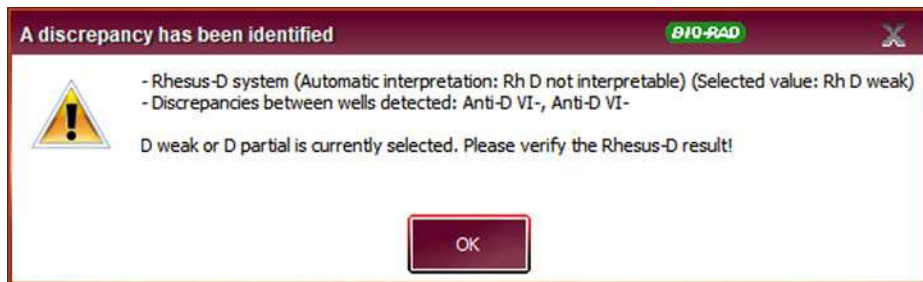 A discrepancy has been identified BIO-RAD X
- Rhesus-D system (Automatic interpretation: Rh D not interpretable) (Selected value: Rh D weak)
- Discrepancies between wells detected: Anti-D VI-, Anti-D VI-
D weak or D partial is currently selected. Please verify the Rhesus-D result!
OK